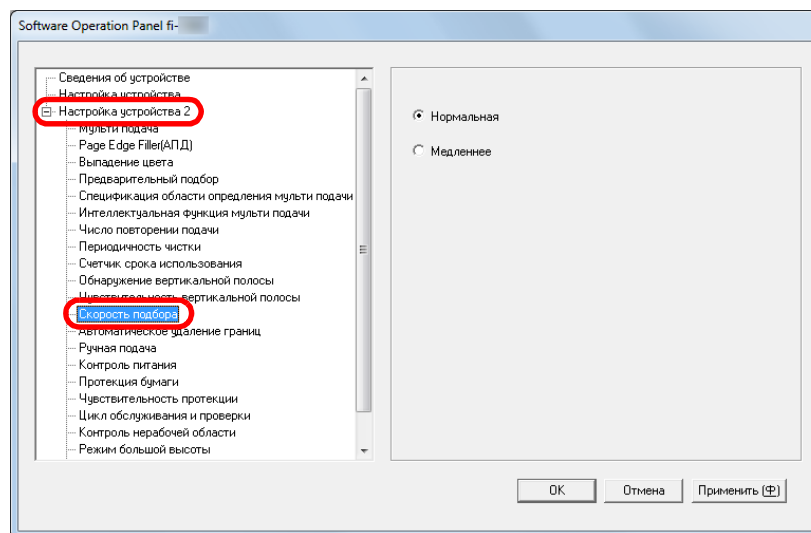 Software Operation Panel fi-
Сведения об устройстве
Настройка устройства
Настройка устройства 2
Мульти подача
Page Edge Filler(АПД)
Выпадение цвета
Предварительный подбор
Спецификация области опредления мульти подачи
Интеллектуальная функция мульти подачи
Число повторении подачи
Периодичность чистки
Счетчик срока использования
Обнаружение вертикальной полосы
Чувствительность вертикальной полосы
Скорость подбора
Автоматическое удаление границ
Ручная подача
Контроль питания
Протекция бумаги
Чувствительность протекции
Цикл обслуживания и проверки
Контроль нерабочей области
Режим большой высоты
Нормальная
Медленнее
OK
Отмена
Применить (Ф)